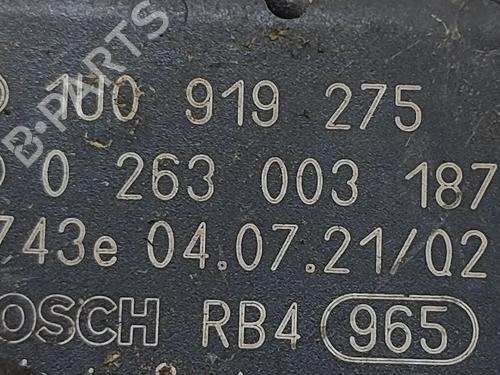 1U0 919 275
0 263 003 187
743e 04.07.21/02
BOSCH RB4 965
B-PARTS